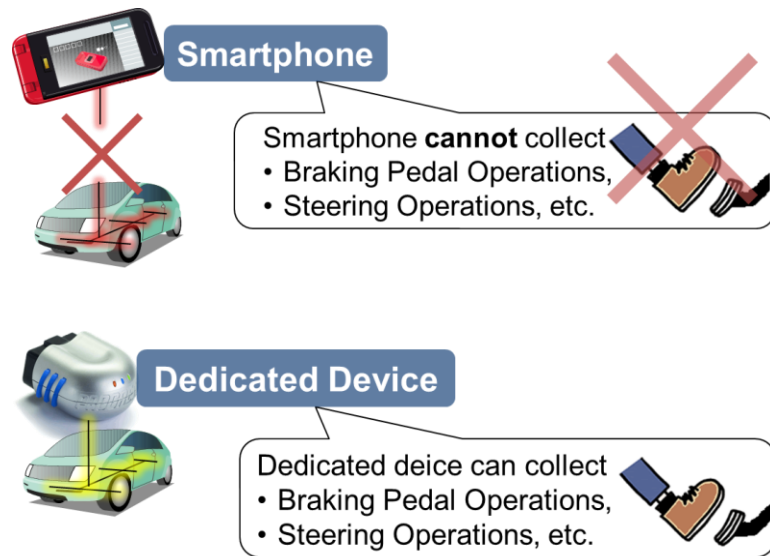 Smartphone
Smartphone cannot collect
• Braking Pedal Operations,
• Steering Operations, etc.
Dedicated Device
Dedicated deice can collect
• Braking Pedal Operations,
• Steering Operations, etc.